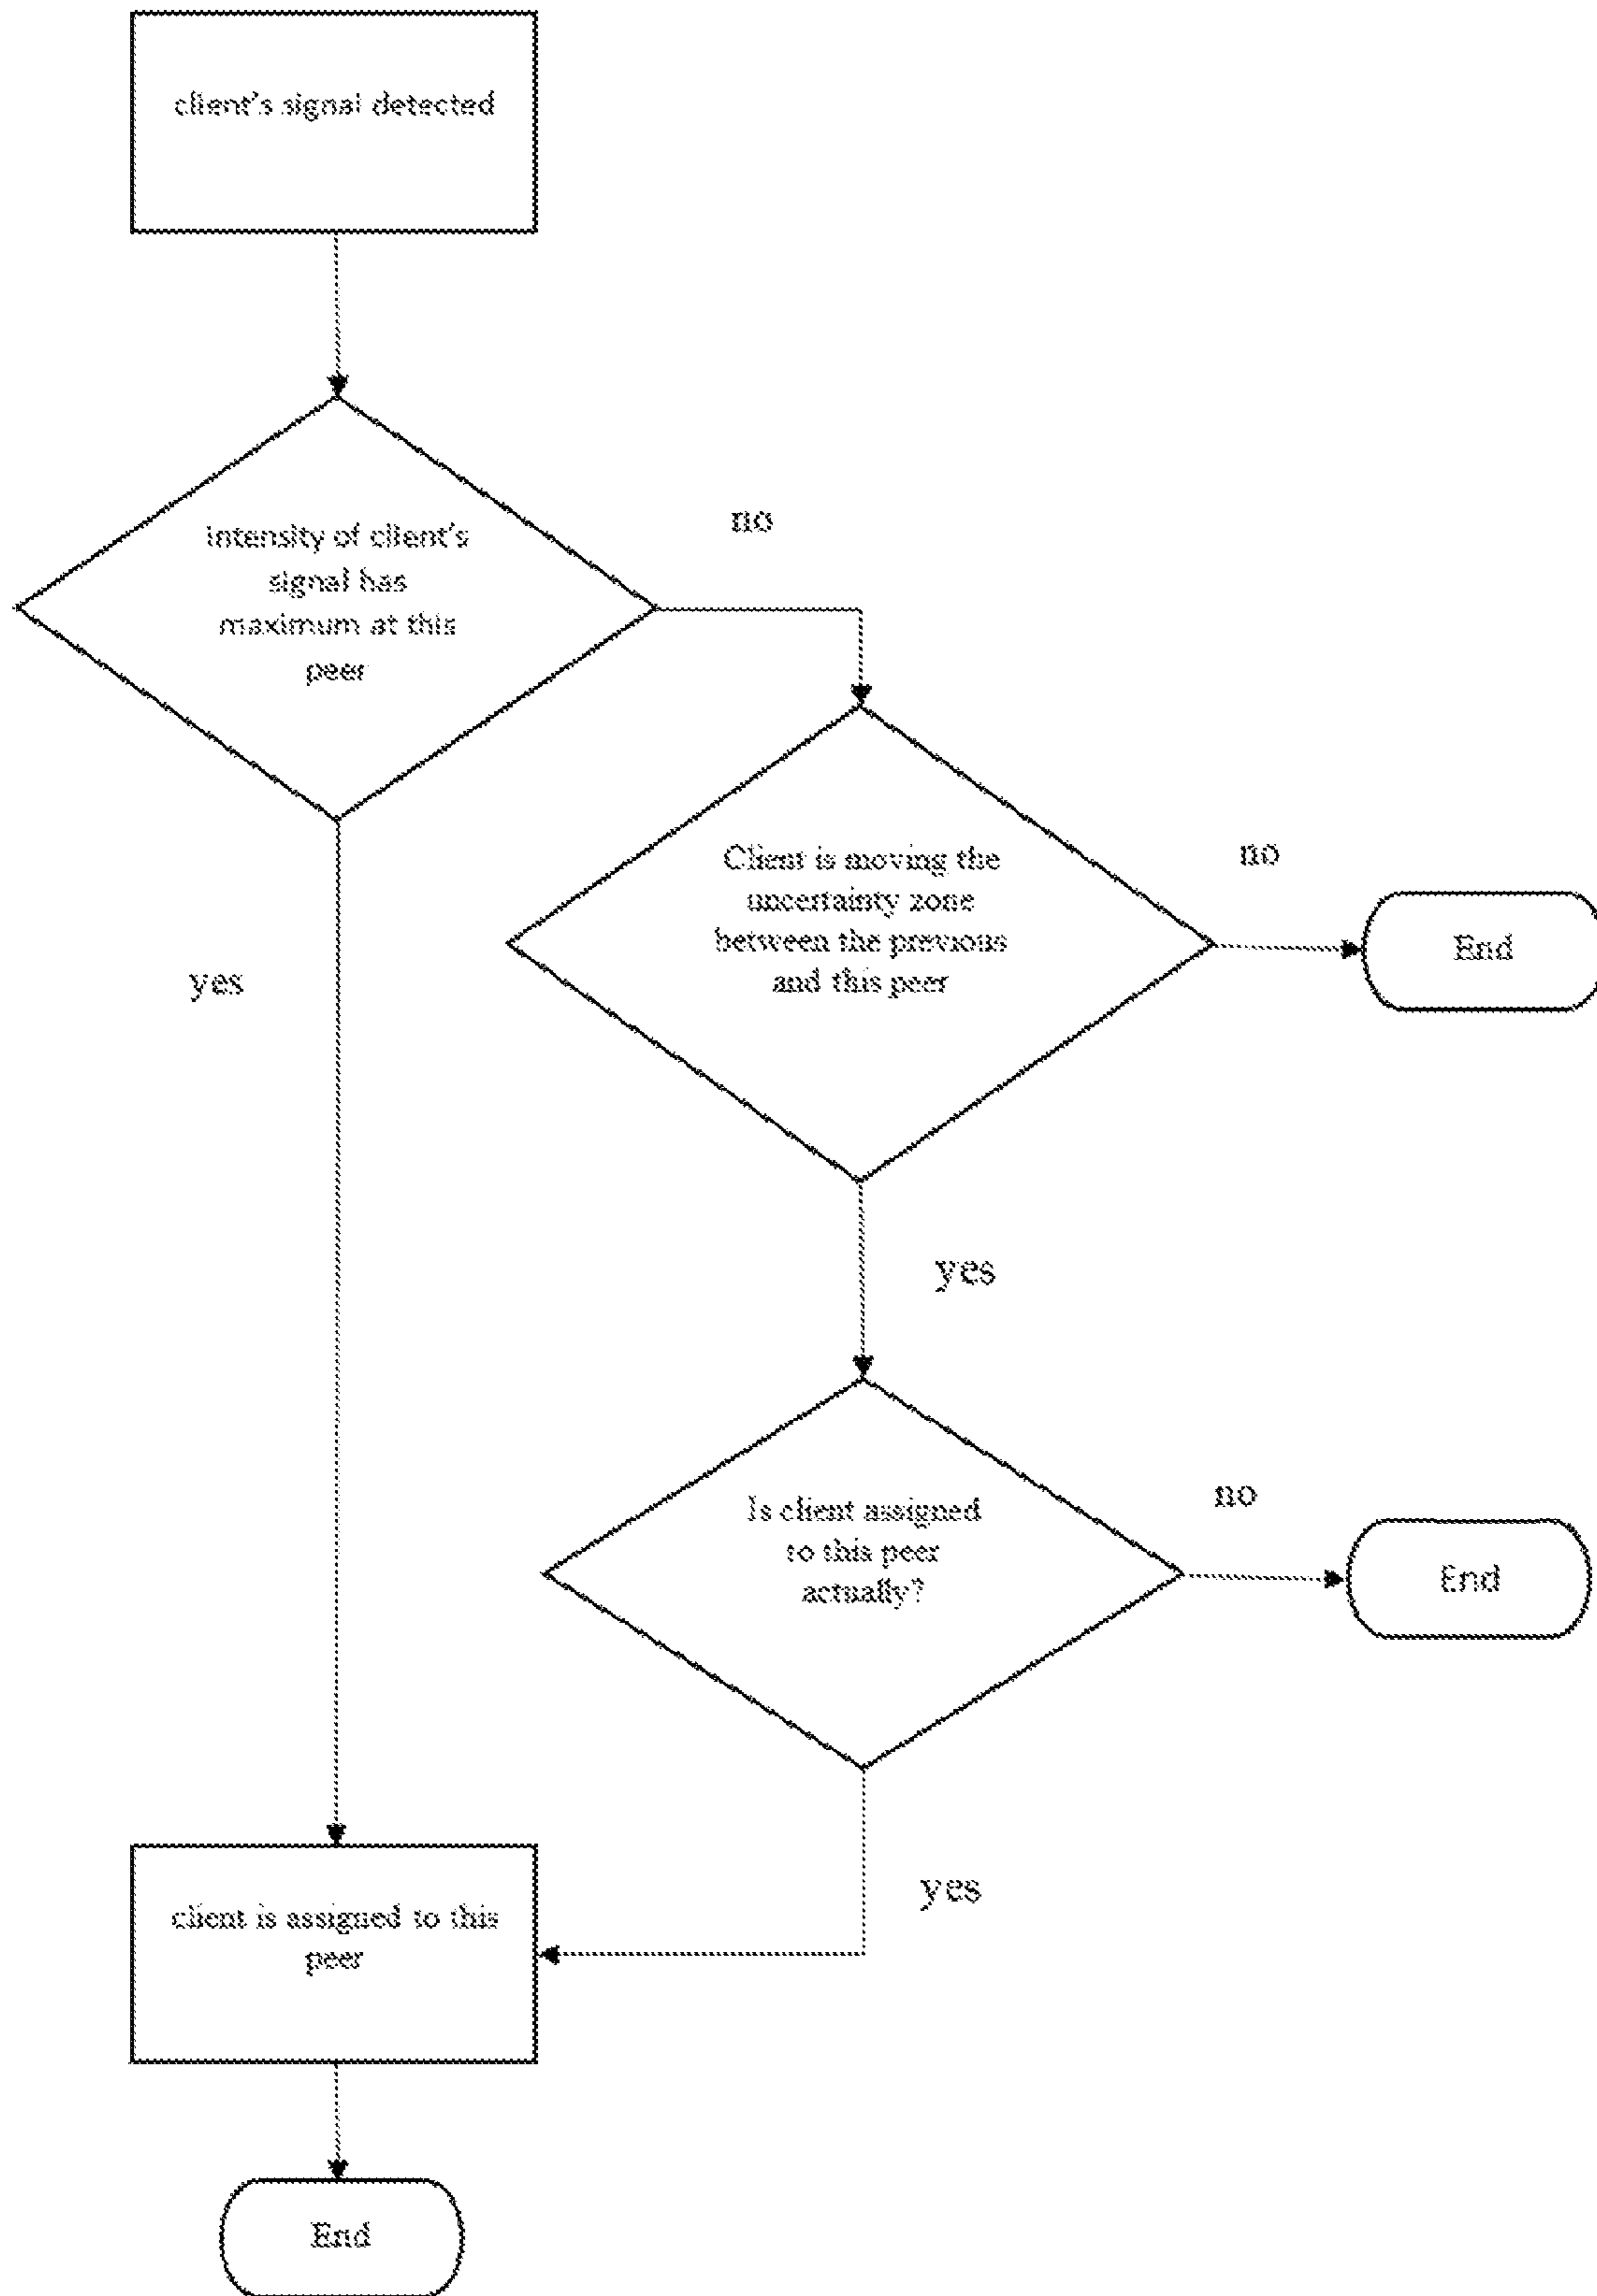 client's signal detected
intensity of client's
signal has
maximum at this
peer
no
yes
Client is moving the
uncertainty zone
between the previous
and this peer
no
End
yes
Is client assigned
to this peer
actually?
no
End
yes
client is assigned to this
peer
End